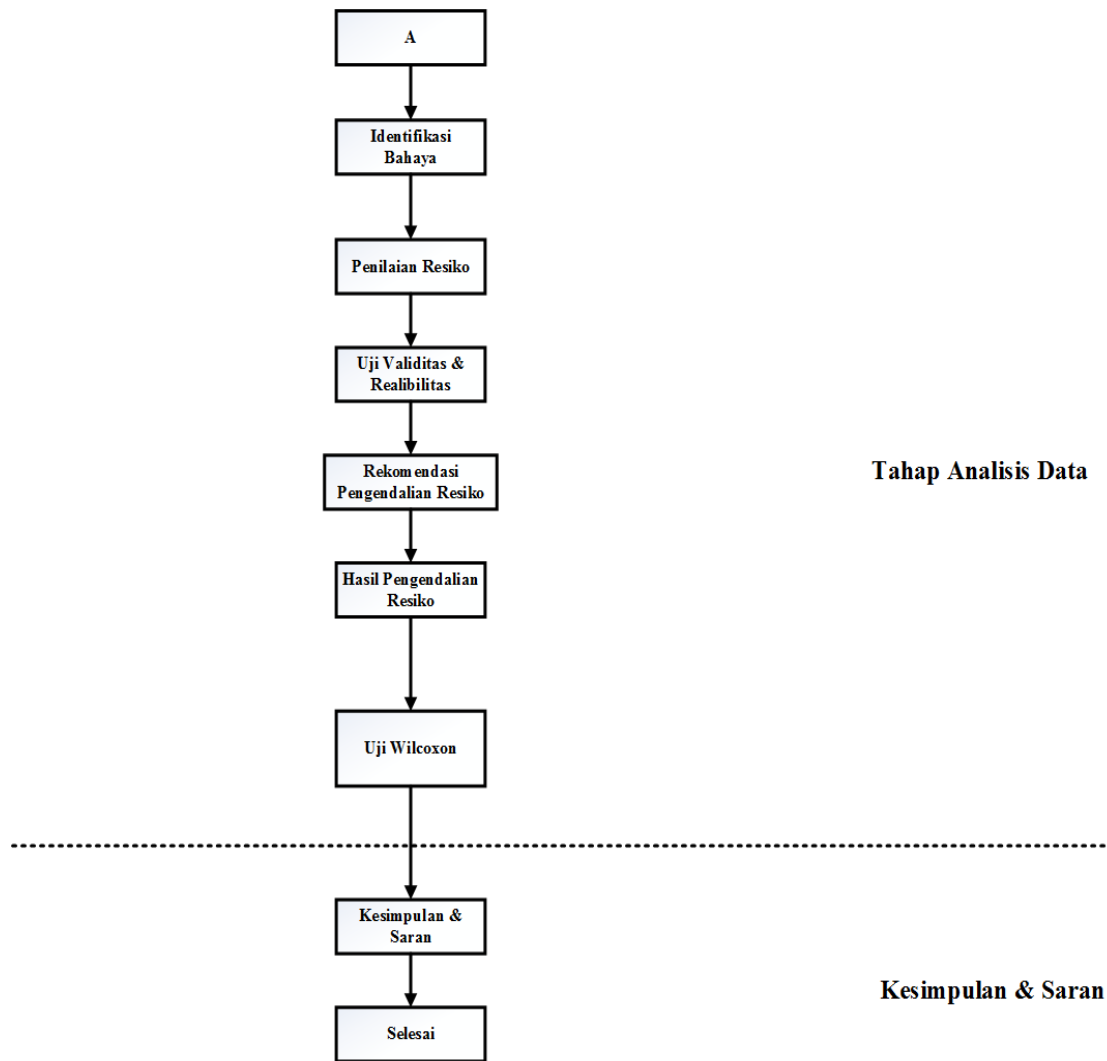 A
Identifikasi
Bahaya
Penilaian Resiko
Uji Validitas &
Realibilitas
Rekomendasi
Pengendalian Resiko
Tahap Analisis Data
Hasil Pengendalian
Resiko
Uji Wilcoxon
Kesimpulan &
Saran
Kesimpulan & Saran
Selesai